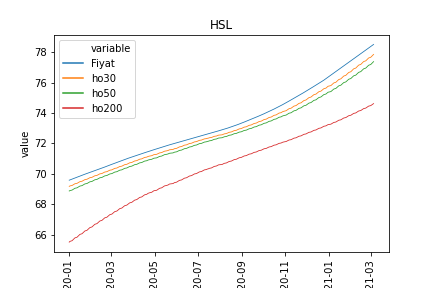 HSL
variable
Fiyat
ho30
ho50
ho200
value
78
76
74
72
70
68
66
20-01
20-03
20-05
20-07
20-09
20-11
21-01
21-03